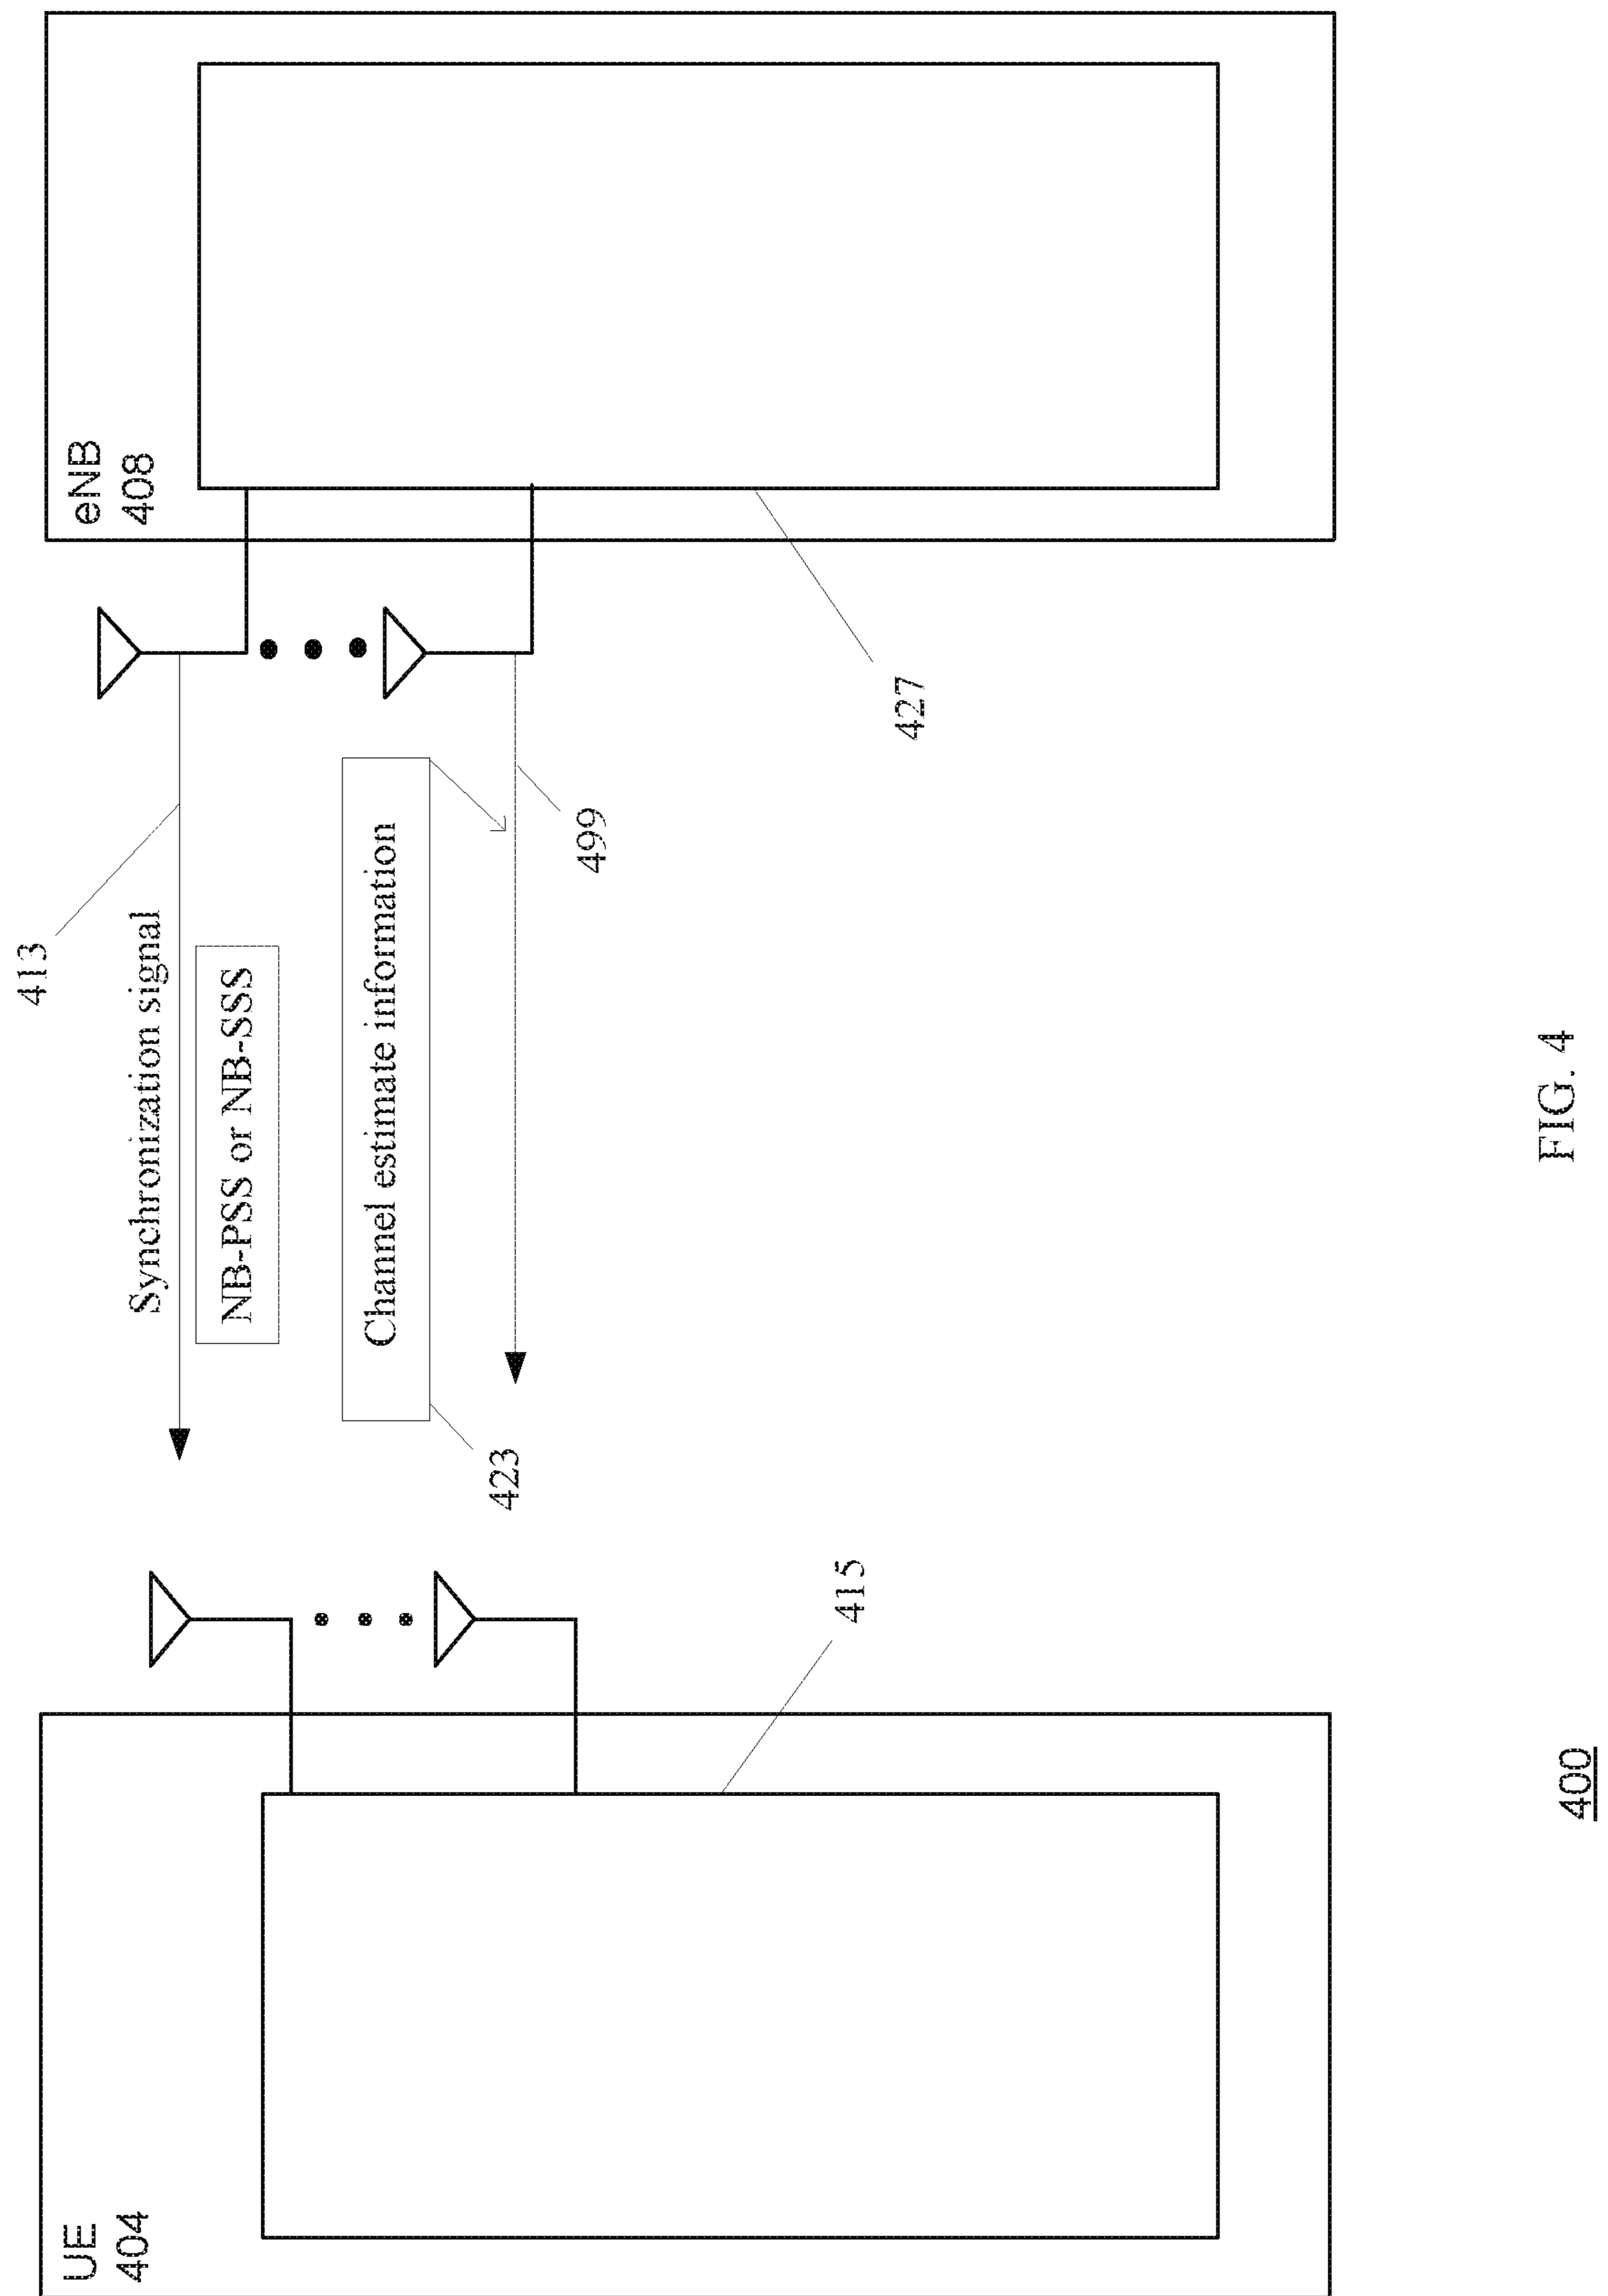 UE
404
415
423
413
Synchronization signal
NB-PSS or NB-SSS
Channel estimate information
499
427
eNB
408
400
FIG. 4